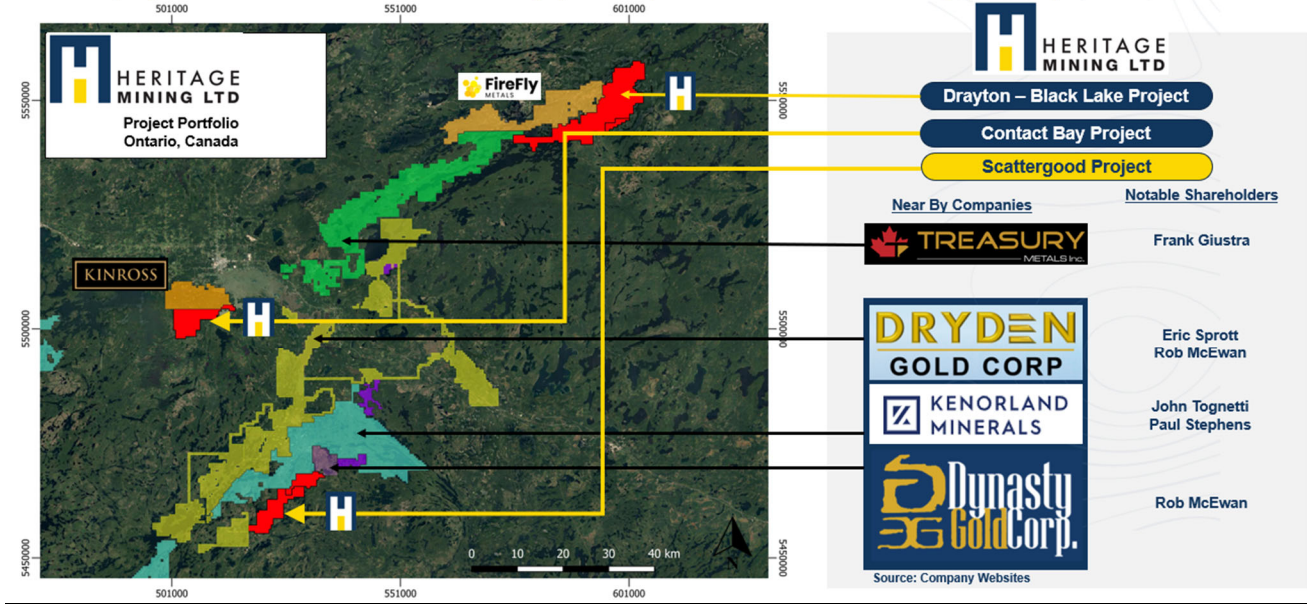 501000
551000
601000
HERITAGE
MINING LTD
Project Portfolio
Ontario, Canada
FireFly
METALS
KINROSS
5550000
5500000
5450000
5550000
5500000
5450000
0 10 20 30 40 km
N
501000
551000
601000
HERITAGE
MINING LTD
Drayton – Black Lake Project
Contact Bay Project
Scattergood Project
Near By Companies
Notable Shareholders
TREASURY
METALS Inc.
Frank Giustra
DRYDEN
GOLD CORP
Eric Sprott
Rob McEwan
KENORLAND
MINERALS
John Tognetti
Paul Stephens
Dynasty
GoldCorp.
Rob McEwan
Source: Company Websites